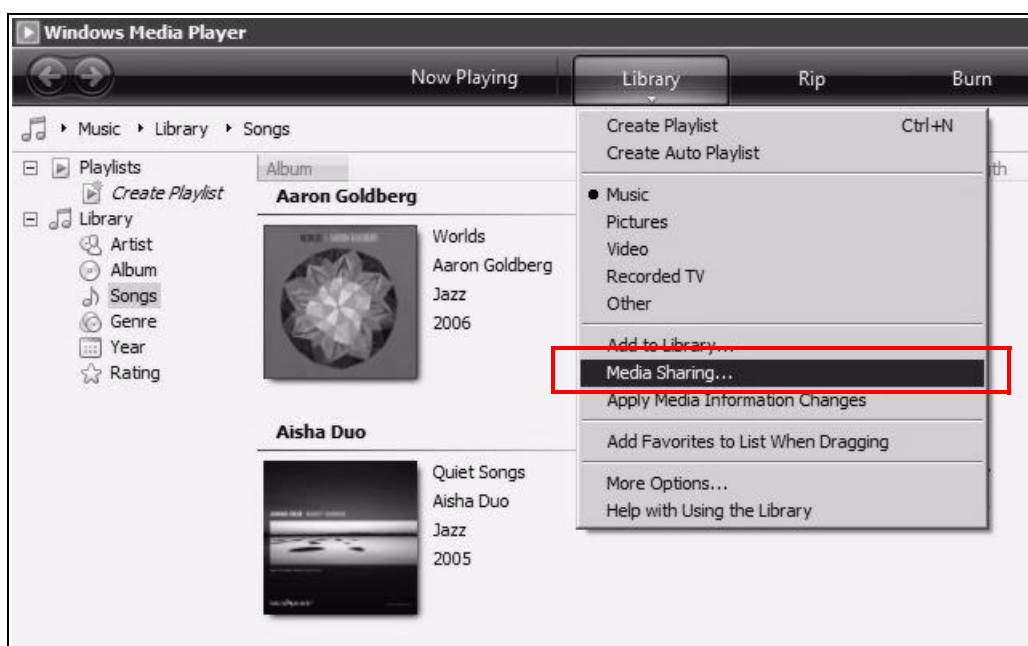 Windows Media Player
Now Playing Library Rip Burn
Music Library Songs
Playlists
Create Playlist
Library
Artist
Album
Songs
Genre
Year
Rating
Album
Aaron Goldberg
Worlds
Aaron Goldberg
Jazz
2006
Aisha Duo
Quiet Songs
Aisha Duo
Jazz
2005
Create Playlist Ctrl+N
Create Auto Playlist
Music
Pictures
Video
Recorded TV
Other
Add to Library...
Media Sharing...
Apply Media Information Changes
Add Favorites to List When Dragging
More Options...
Help with Using the Library